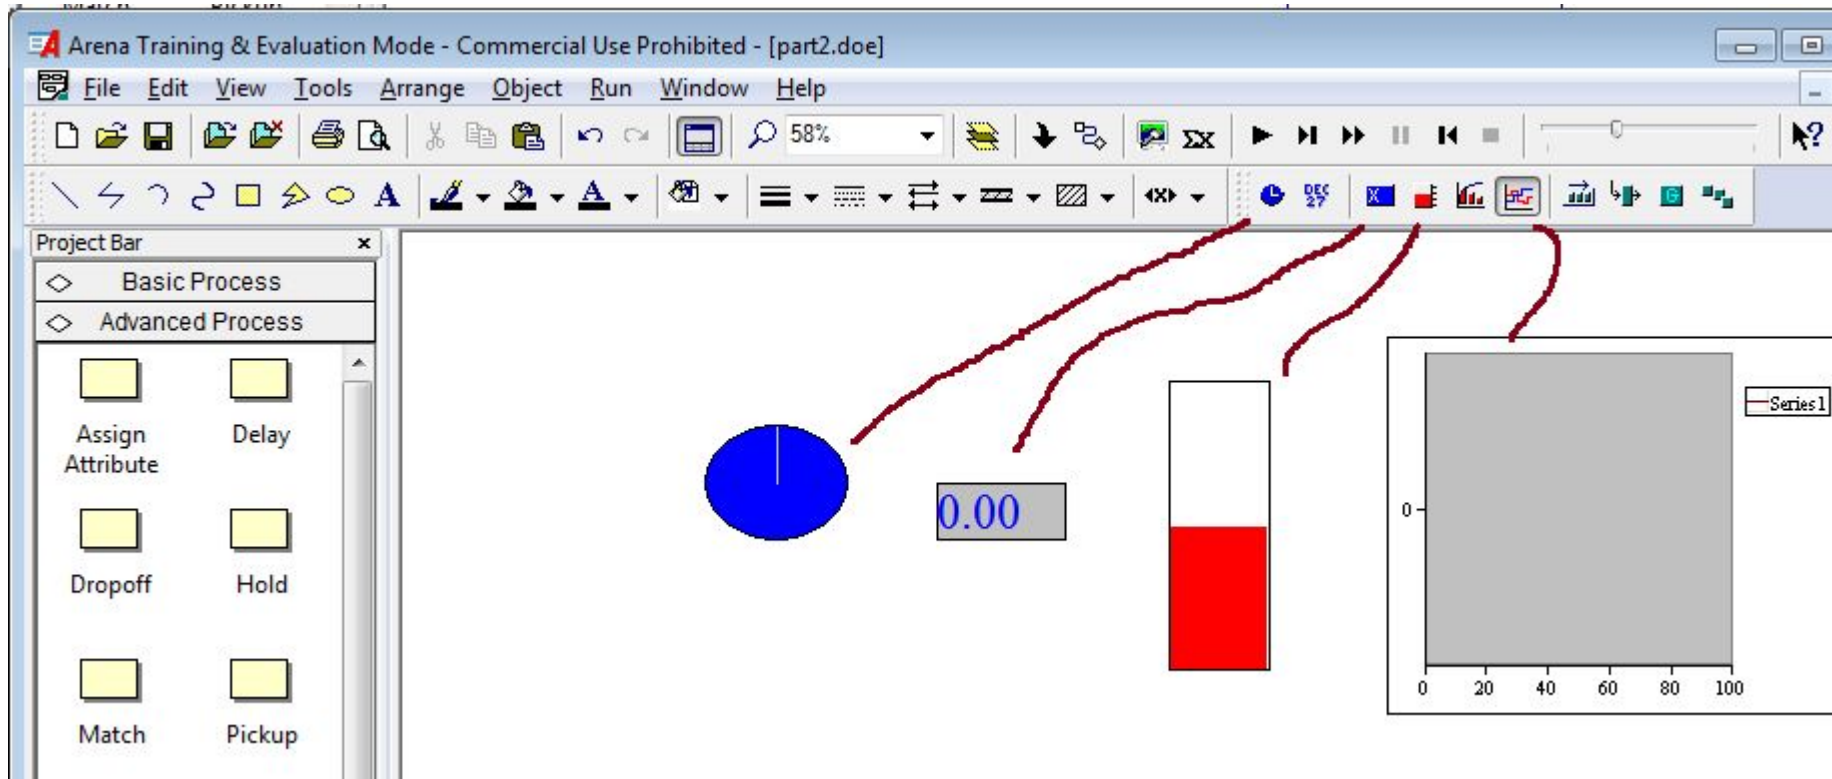 Arena Training & Evaluation Mode - Commercial Use Prohibited - [part2.doe]
File Edit View Tools Arrange Object Run Window Help
58%
DEC
27
Project Bar
Basic Process
Advanced Process
Assign
Attribute
Delay
Dropoff
Hold
Match
Pickup
0.00
Series1
0
0 20 40 60 80 100